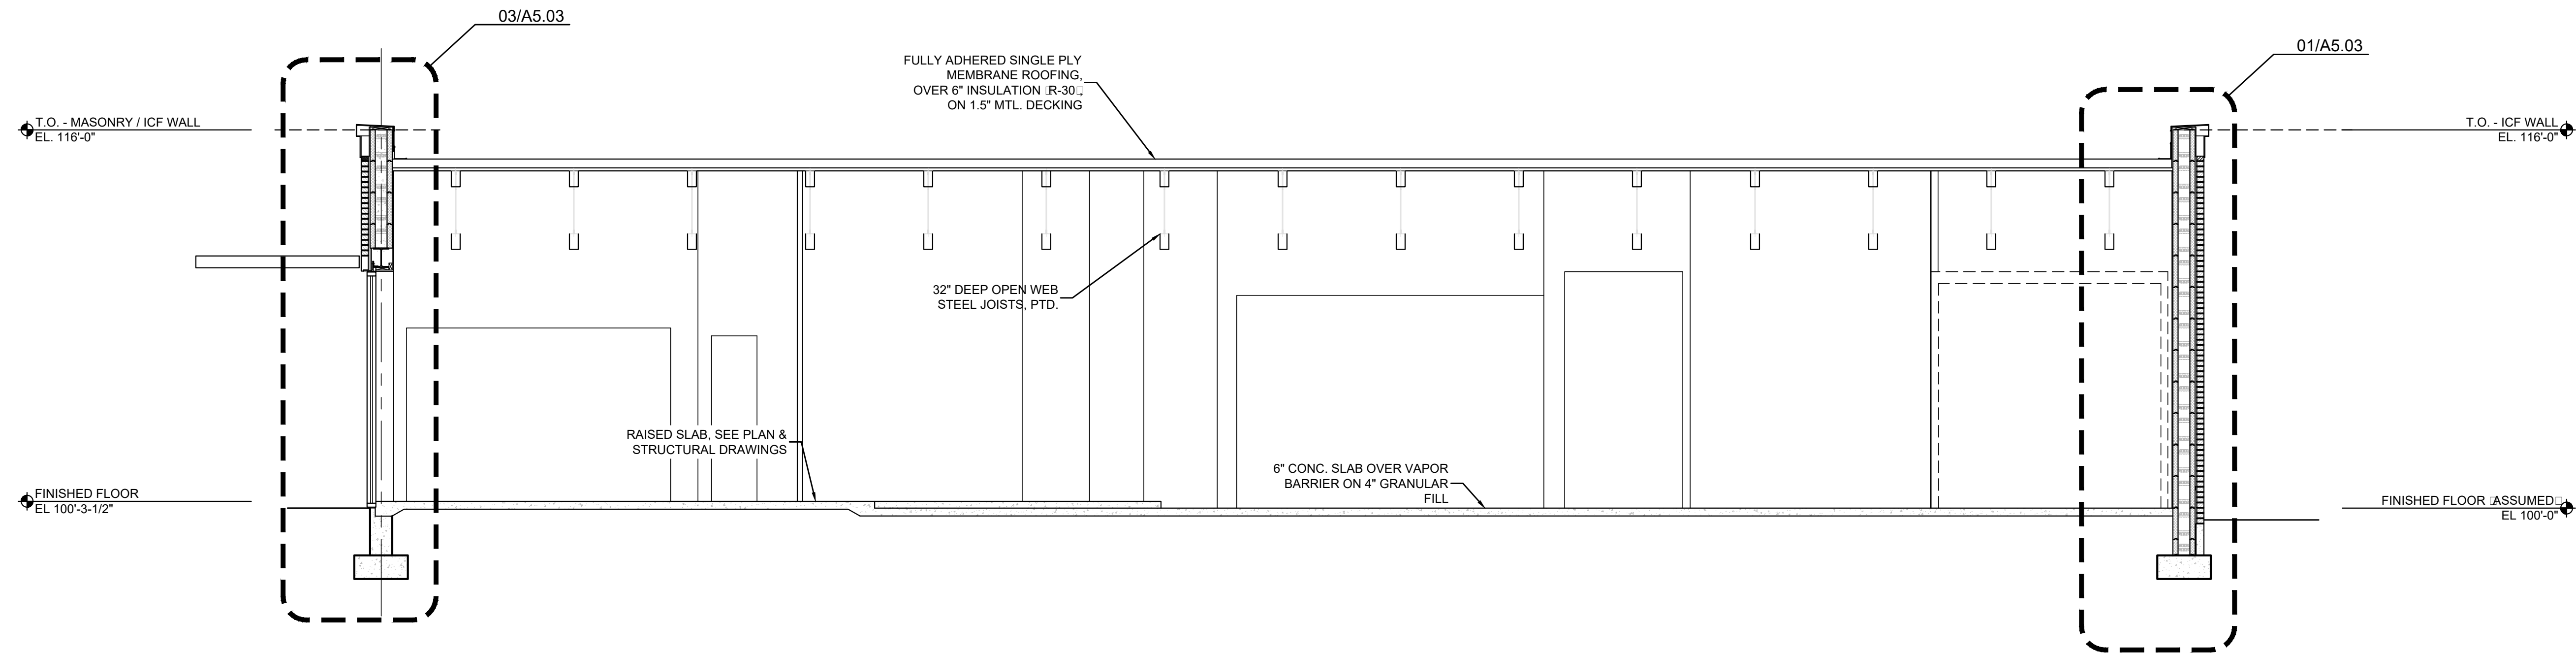 03/A5.03
01/A5.03
FULLY ADHERED SINGLE PLY
MEMBRANE ROOFING,
OVER 6" INSULATION □R-30□,
ON 1.5" MTL. DECKING
T.O. - MASONRY / ICF WALL
EL. 116'-0"
T.O. - ICF WALL
EL. 116'-0"
32" DEEP OPEN WEB
STEEL JOISTS, PTD.
RAISED SLAB, SEE PLAN &
STRUCTURAL DRAWINGS
6" CONC. SLAB OVER VAPOR
BARRIER ON 4" GRANULAR
FILL
FINISHED FLOOR
EL 100'-3-1/2"
FINISHED FLOOR □ASSUMED□
EL 100'-0"